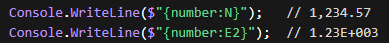 Console.WriteLine($"{number:N}");   // 1,234.57
Console.WriteLine($"{number:E2}");  // 1.23E+003